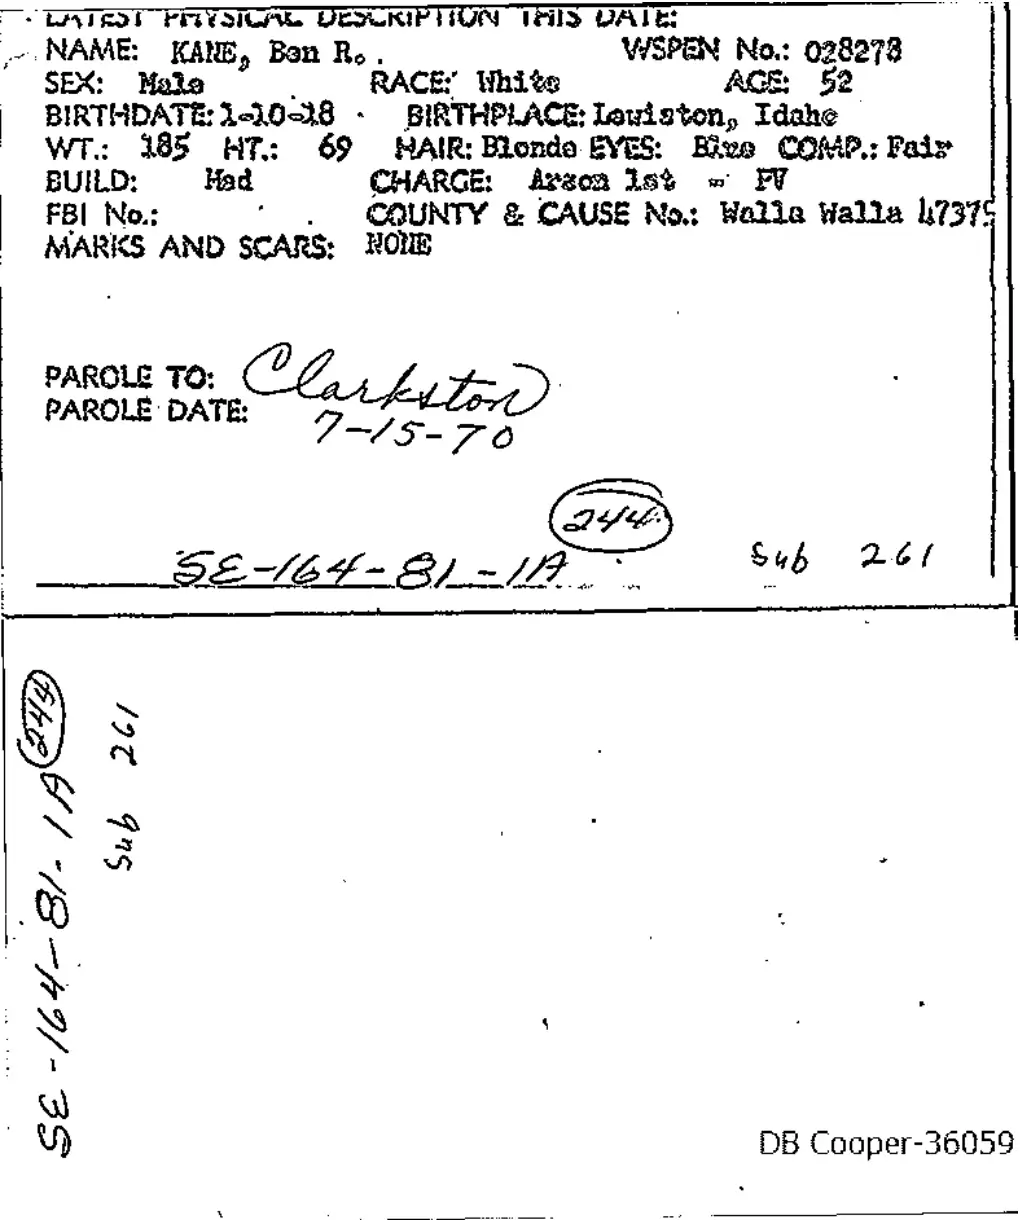 LATEST PHYSICAL DESCRIPTION THIS DATE:
NAME: KANE, Ben R. WSPEN No.: 028278
SEX: Male RACE: White AGE: 52
BIRTHDATE: 1-10-18 BIRTHPLACE: Lewiston, Idaho
WT.: 185 HT.: 69 HAIR: Blonde EYES: Blue COMP.: Fair
BUILD: Med CHARGE: Arson 1st - PV
FBI No.: COUNTY & CAUSE No.: Walla Walla 47375
MARKS AND SCARS: NONE
PAROLE TO: Clarkston
PAROLE DATE: 7-15-70
244
SE-164-81-1A Sub 261
SE-164-81-1A 244
Sub 261
DB Cooper-36059